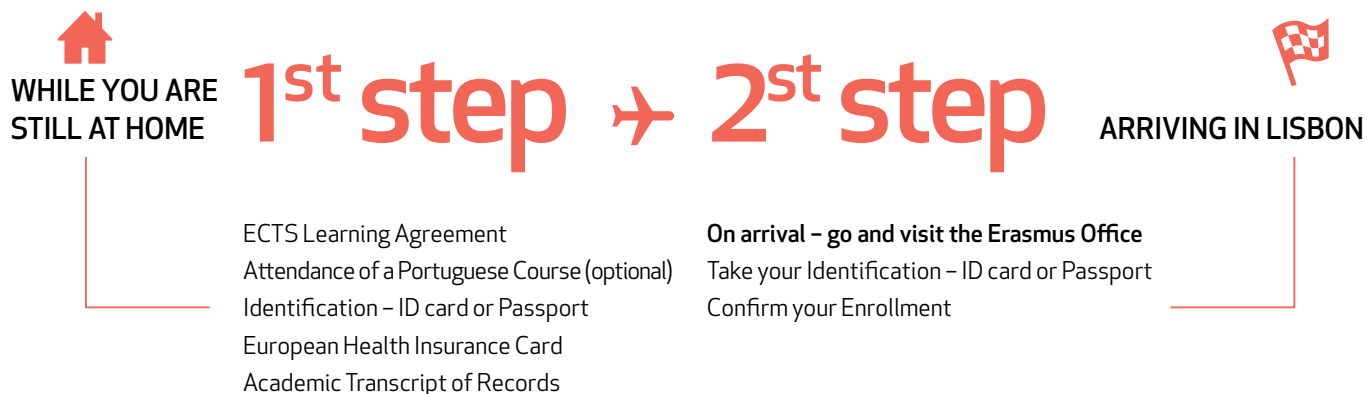 WHILE YOU ARE
STILL AT HOME
1st step
2st step
ARRIVING IN LISBON
ECTS Learning Agreement
Attendance of a Portuguese Course (optional)
Identification – ID card or Passport
European Health Insurance Card
Academic Transcript of Records
On arrival – go and visit the Erasmus Office
Take your Identification – ID card or Passport
Confirm your Enrollment